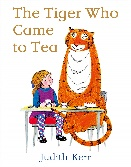 The Tiger Who
Came to Tea
Judith Kerr